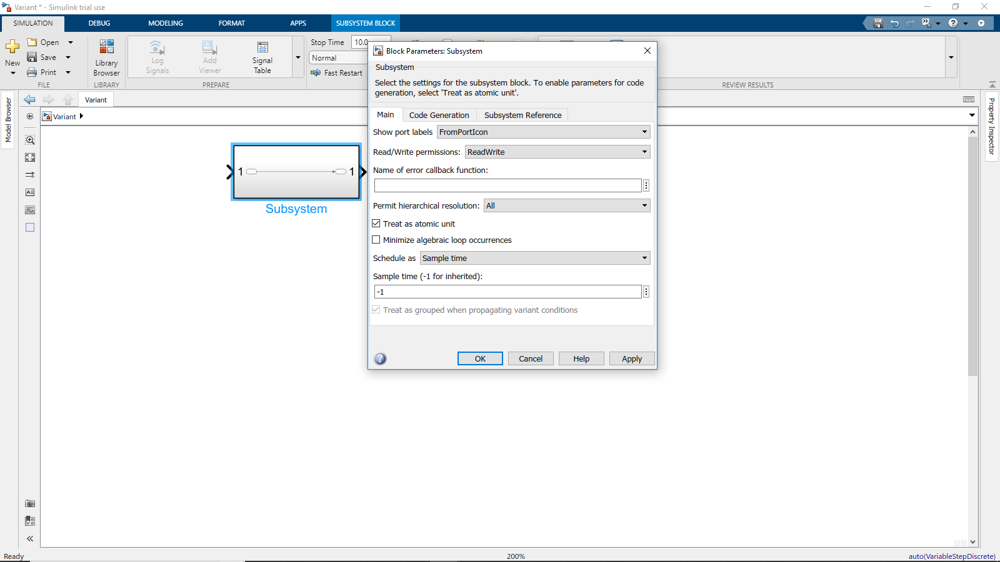 Variant * - Simulink trial use
SIMULATION
DEBUG
MODELING
FORMAT
APPS
SUBSYSTEM BLOCK
New
Open
Save
Print
FILE
Library
Browser
LIBRARY
Log
Signals
Add
Viewer
Signal
Table
PREPARE
Stop Time
10.0
Normal
Fast Restart
REVIEW RESULTS
Model Browser
Variant
Variant
Property Inspector
1
1
Subsystem
Block Parameters: Subsystem
Subsystem
Select the settings for the subsystem block. To enable parameters for code
generation, select 'Treat as atomic unit'.
Main
Code Generation
Subsystem Reference
Show port labels
FromPortIcon
Read/Write permissions:
ReadWrite
Name of error callback function:
Permit hierarchical resolution:
All
Treat as atomic unit
Minimize algebraic loop occurrences
Schedule as
Sample time
Sample time (-1 for inherited):
-1
Treat as grouped when propagating variant conditions
OK
Cancel
Help
Apply
Ready
200%
auto(VariableStepDiscrete)